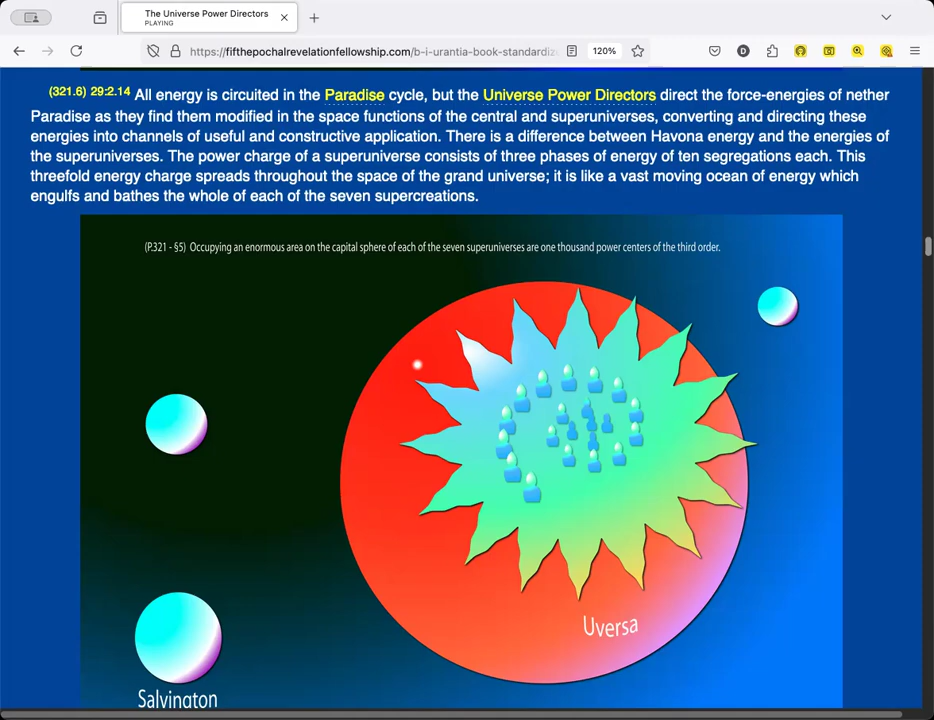 The Universe Power Directors
PLAYING
https://fifthepochalrevelationfellowship.com/b-i-urantia-book-standardiz
120%
D
(321.6) 29:2.14 All energy is circuited in the Paradise cycle, but the Universe Power Directors direct the force-energies of nether
Paradise as they find them modified in the space functions of the central and superuniverses, converting and directing these
energies into channels of useful and constructive application. There is a difference between Havona energy and the energies of
the superuniverses. The power charge of a superuniverse consists of three phases of energy of ten segregations each. This
threefold energy charge spreads throughout the space of the grand universe; it is like a vast moving ocean of energy which
engulfs and bathes the whole of each of the seven supercreations.
(P.321 - §5) Occupying an enormous area on the capital sphere of each of the seven superuniverses are one thousand power centers of the third order.
Uversa
Salvington